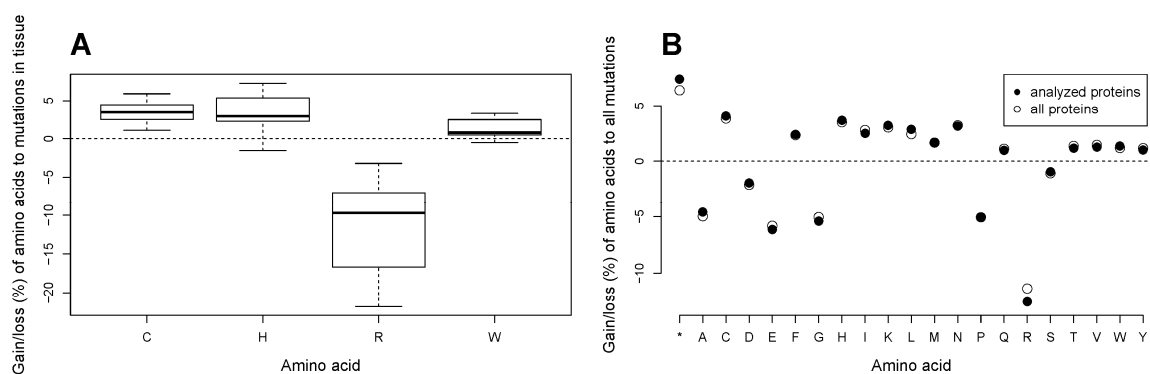 A
Gain/loss (%) of amino acids to mutations in tissue
5
0
−5
−10
−15
−20
C H R W
Amino acid
B
Gain/loss (%) of amino acids to all mutations
5
0
−5
−10
analyzed proteins
all proteins
* A C D E F G H I K L M N P Q R S T V W Y
Amino acid